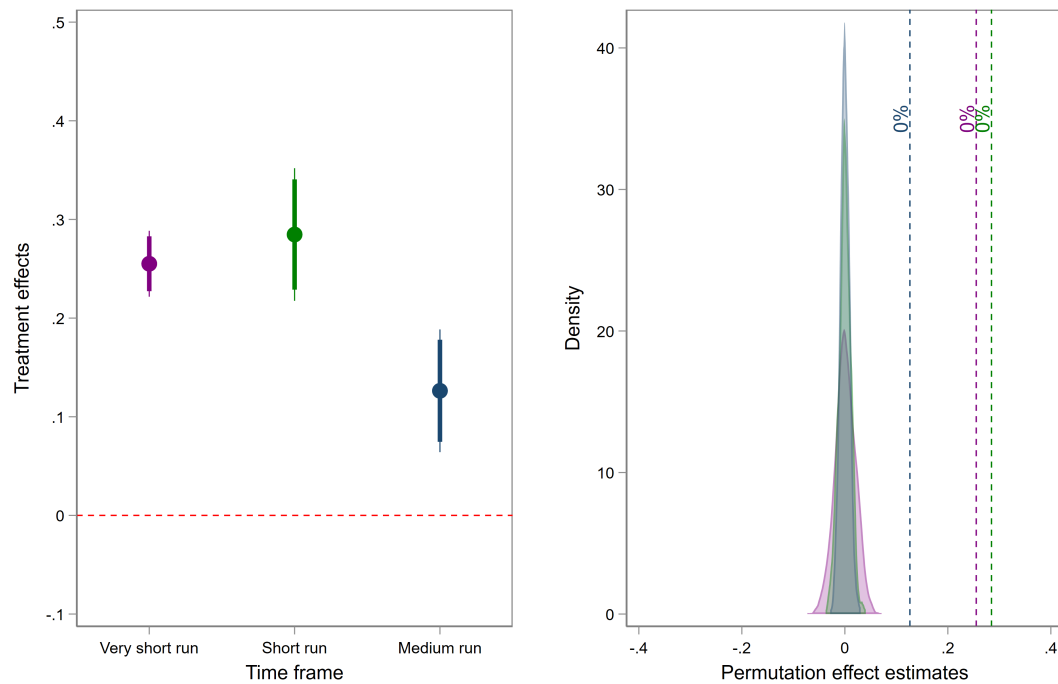 Treatment effects
.5
.4
.3
.2
.1
0
-.1
Very short run
Short run
Medium run
Time frame
Density
40
30
20
10
0
0%
0%
0%
-.4
-.2
0
.2
.4
Permutation effect estimates